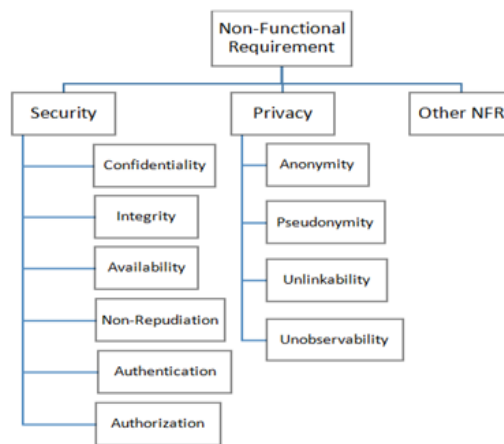 Non-Functional
Requirement
Security
Privacy
Other NFR
Confidentiality
Integrity
Availability
Non-Repudiation
Authentication
Authorization
Anonymity
Pseudonymity
Unlinkability
Unobservability